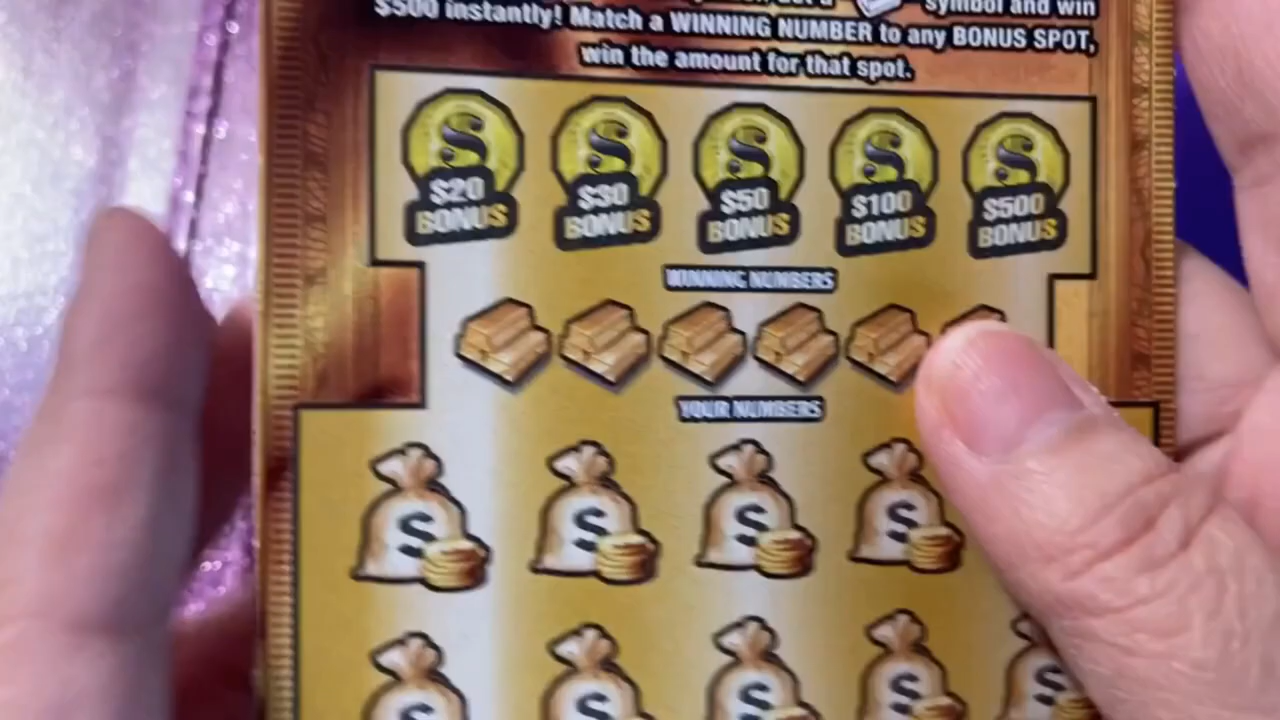 symbol and win
$500 instantly! Match a WINNING NUMBER to any BONUS SPOT,
win the amount for that spot.
$20 BONUS
$30 BONUS
$50 BONUS
$100 BONUS
$500 BONUS
WINNING NUMBERS
YOUR NUMBERS